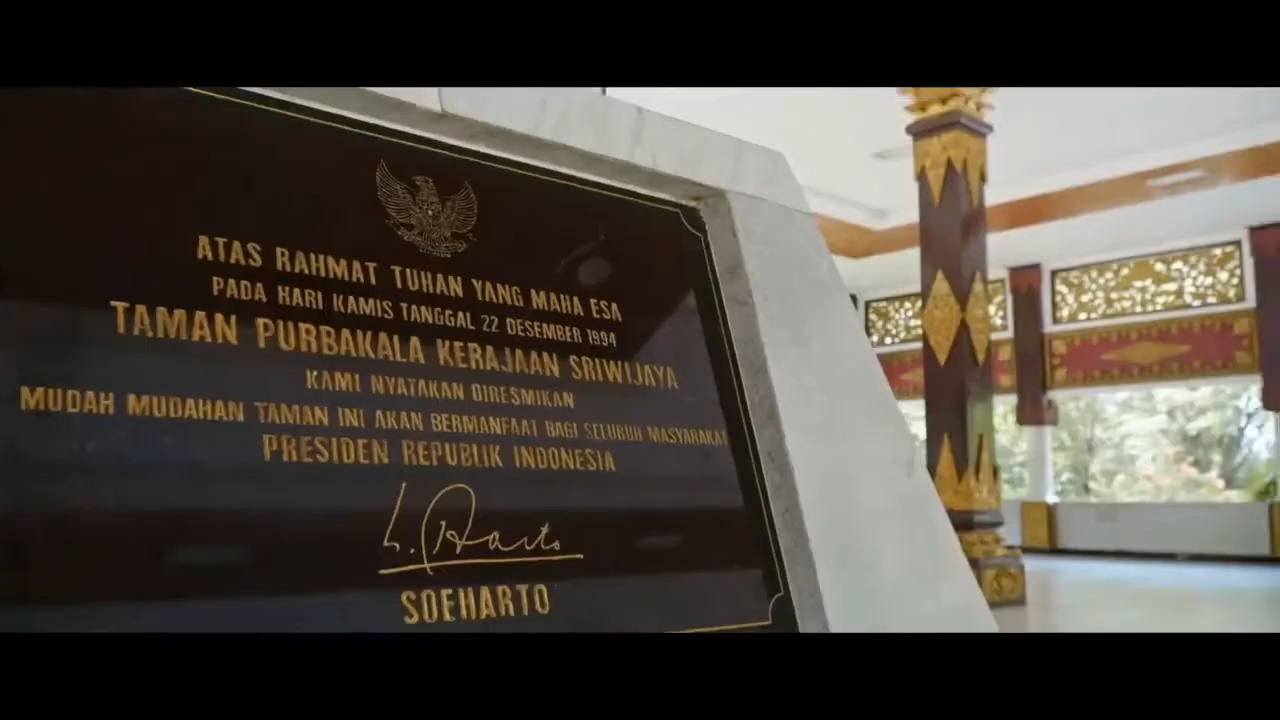 ATAS RAHMAT TUHAN YANG MAHA ESA
PADA HARI KAMIS TANGGAL 22 DESEMBER 1994
TAMAN PURBAKALA KERAJAAN SRIWIJAYA
KAMI NYATAKAN DIRESMIKAN
MUDAH MUDAHAN TAMAN INI AKAN BERMANFAAT BAGI SELURUH MASYARAKAT
PRESIDEN REPUBLIK INDONESIA
SOEHARTO